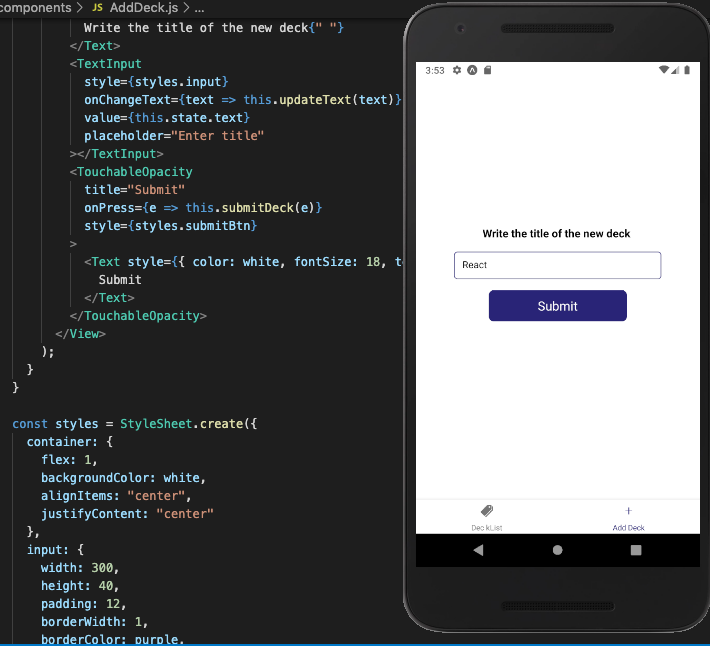 components > JS AddDeck.js > ...
Write the title of the new deck{" "}
</Text>
<TextInput
style={styles.input}
onChangeText={text => this.updateText(text)}
value={this.state.text}
placeholder="Enter title"
></TextInput>
<TouchableOpacity
title="Submit"
onPress={e => this.submitDeck(e)}
style={styles.submitBtn}
>
<Text style={{ color: white, fontSize: 18, t
Submit
</Text>
</TouchableOpacity>
</View>
);
}
}
const styles = StyleSheet.create({
container: {
flex: 1,
backgroundColor: white,
alignItems: "center",
justifyContent: "center"
},
input: {
width: 300,
height: 40,
padding: 12,
borderWidth: 1,
borderColor: purple,
3:53
Write the title of the new deck
React
Submit
DeckList
Add Deck